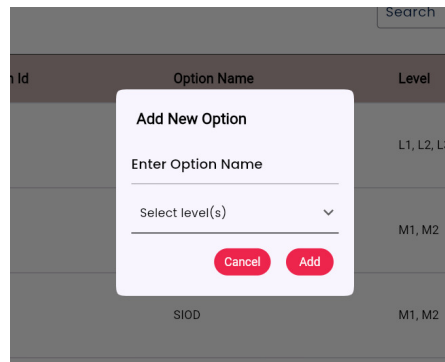 Search
n Id Option Name Level
Add New Option
L1, L2, L
Enter Option Name
Select level(s)
M1, M2
Cancel Add
SIOD M1, M2